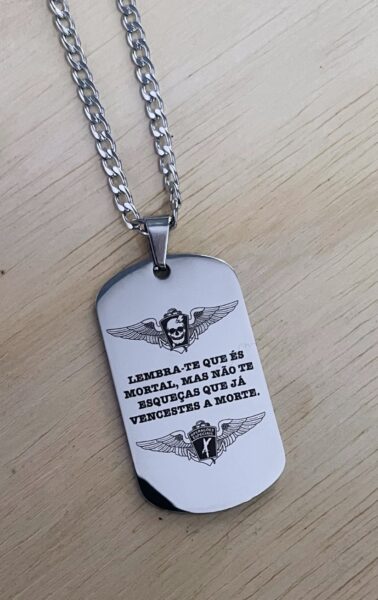 LEMBRA-TE QUE ÉS
MORTAL, MAS NÃO TE
ESQUEÇAS QUE JÁ
VENCESTES A MORTE.